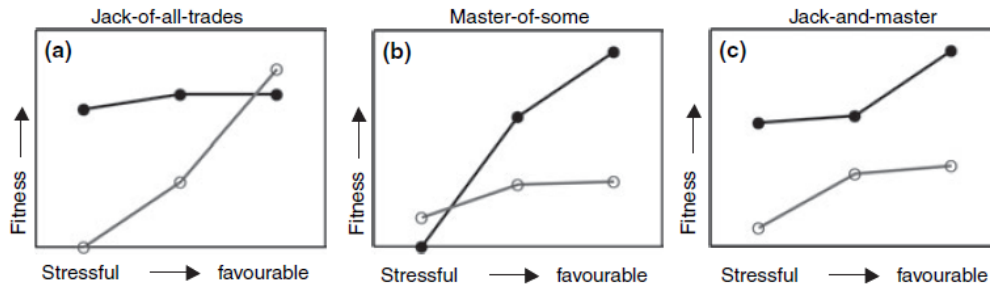 Jack-of-all-trades
Master-of-some
Jack-and-master
(a)
(b)
(c)
Fitness
Fitness
Fitness
Stressful favourable
Stressful favourable
Stressful favourable